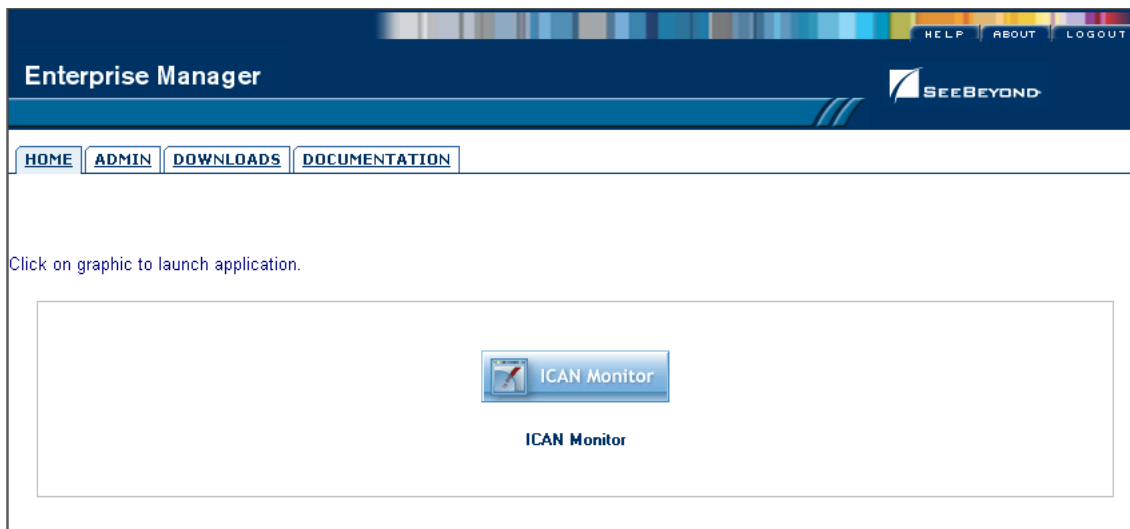 HELP ABOUT LOGOUT
Enterprise Manager
SEEBEYOND
HOME ADMIN DOWNLOADS DOCUMENTATION
Click on graphic to launch application.
ICAN Monitor
ICAN Monitor